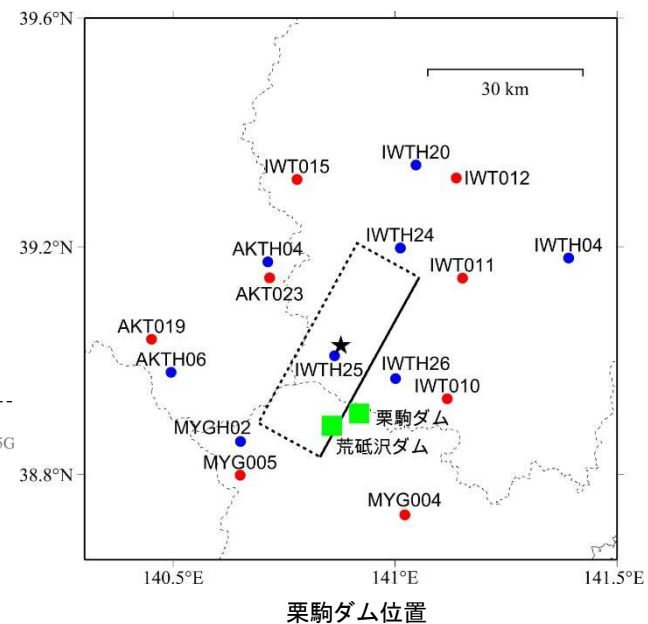 39.6°N
30 km
IWTH20
IWT015
IWT012
39.2°N
IWTH24
IWTH04
AKTH04
IWT011
AKT023
AKT019
AKTH06
IWTH25
IWTH26
IWT010
栗駒ダム
MYGH02
荒砥沢ダム
5G
MYG005
38.8°N
MYG004
140.5°E
141°E
141.5°E
栗駒ダム位置